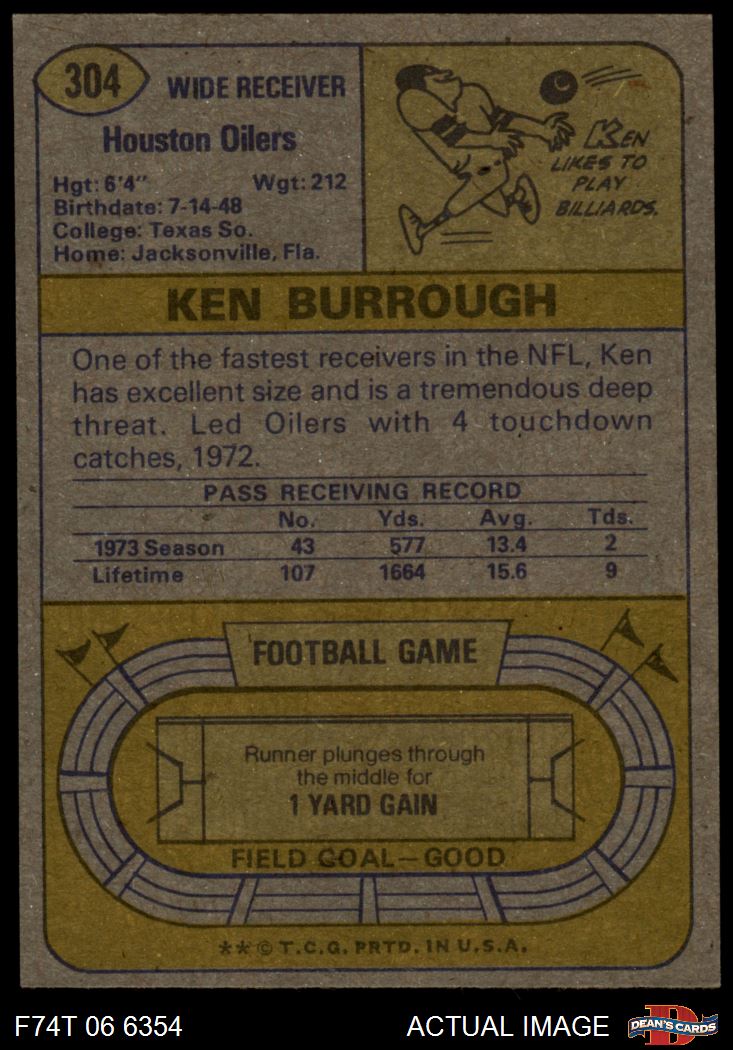 304
WIDE RECEIVER
Houston Oilers
Hgt: 6'4" Wgt: 212
Birthdate: 7-14-48
College: Texas So.
Home: Jacksonville, Fla.
KEN
LIKES TO
PLAY
BILLIARDS.
KEN BURROUGH
One of the fastest receivers in the NFL, Ken
has excellent size and is a tremendous deep
threat. Led Oilers with 4 touchdown
catches, 1972.
PASS RECEIVING RECORD
No. Yds. Avg. Tds.
1973 Season 43 577 13.4 2
Lifetime 107 1664 15.6 9
FOOTBALL GAME
Runner plunges through
the middle for
1 YARD GAIN
FIELD GOAL—GOOD
** © T.C.G. PRTD. IN U.S.A.
F74T 06 6354 ACTUAL IMAGE
D
DEAN'S CARDS